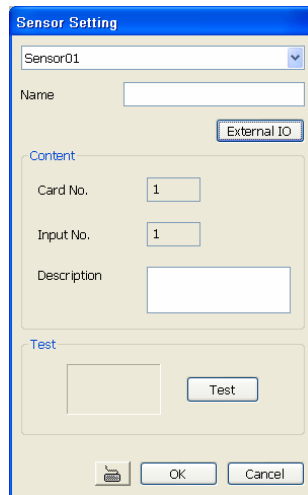 Sensor Setting
Sensor01
Name
External IO
Content
Card No. 1
Input No. 1
Description
Test
Test
OK Cancel